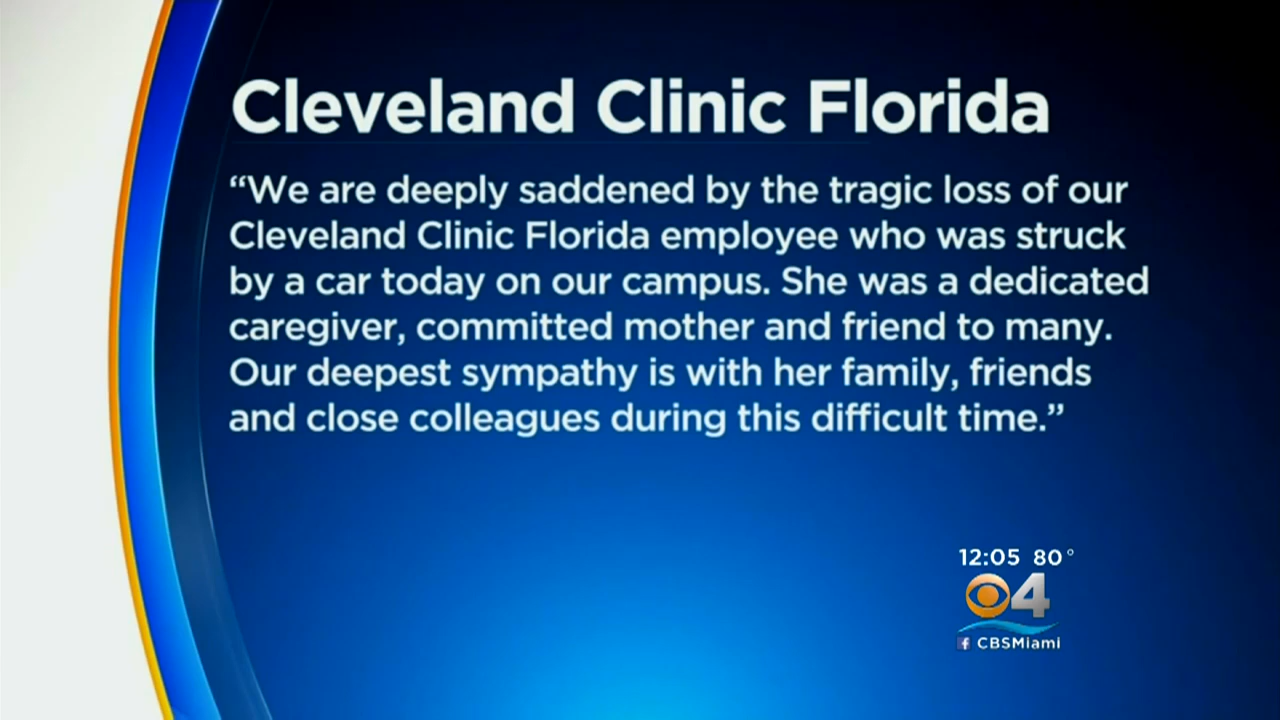 Cleveland Clinic Florida
“We are deeply saddened by the tragic loss of our
Cleveland Clinic Florida employee who was struck
by a car today on our campus. She was a dedicated
caregiver, committed mother and friend to many.
Our deepest sympathy is with her family, friends
and close colleagues during this difficult time.”
12:05 80°
4
f CBSMiami